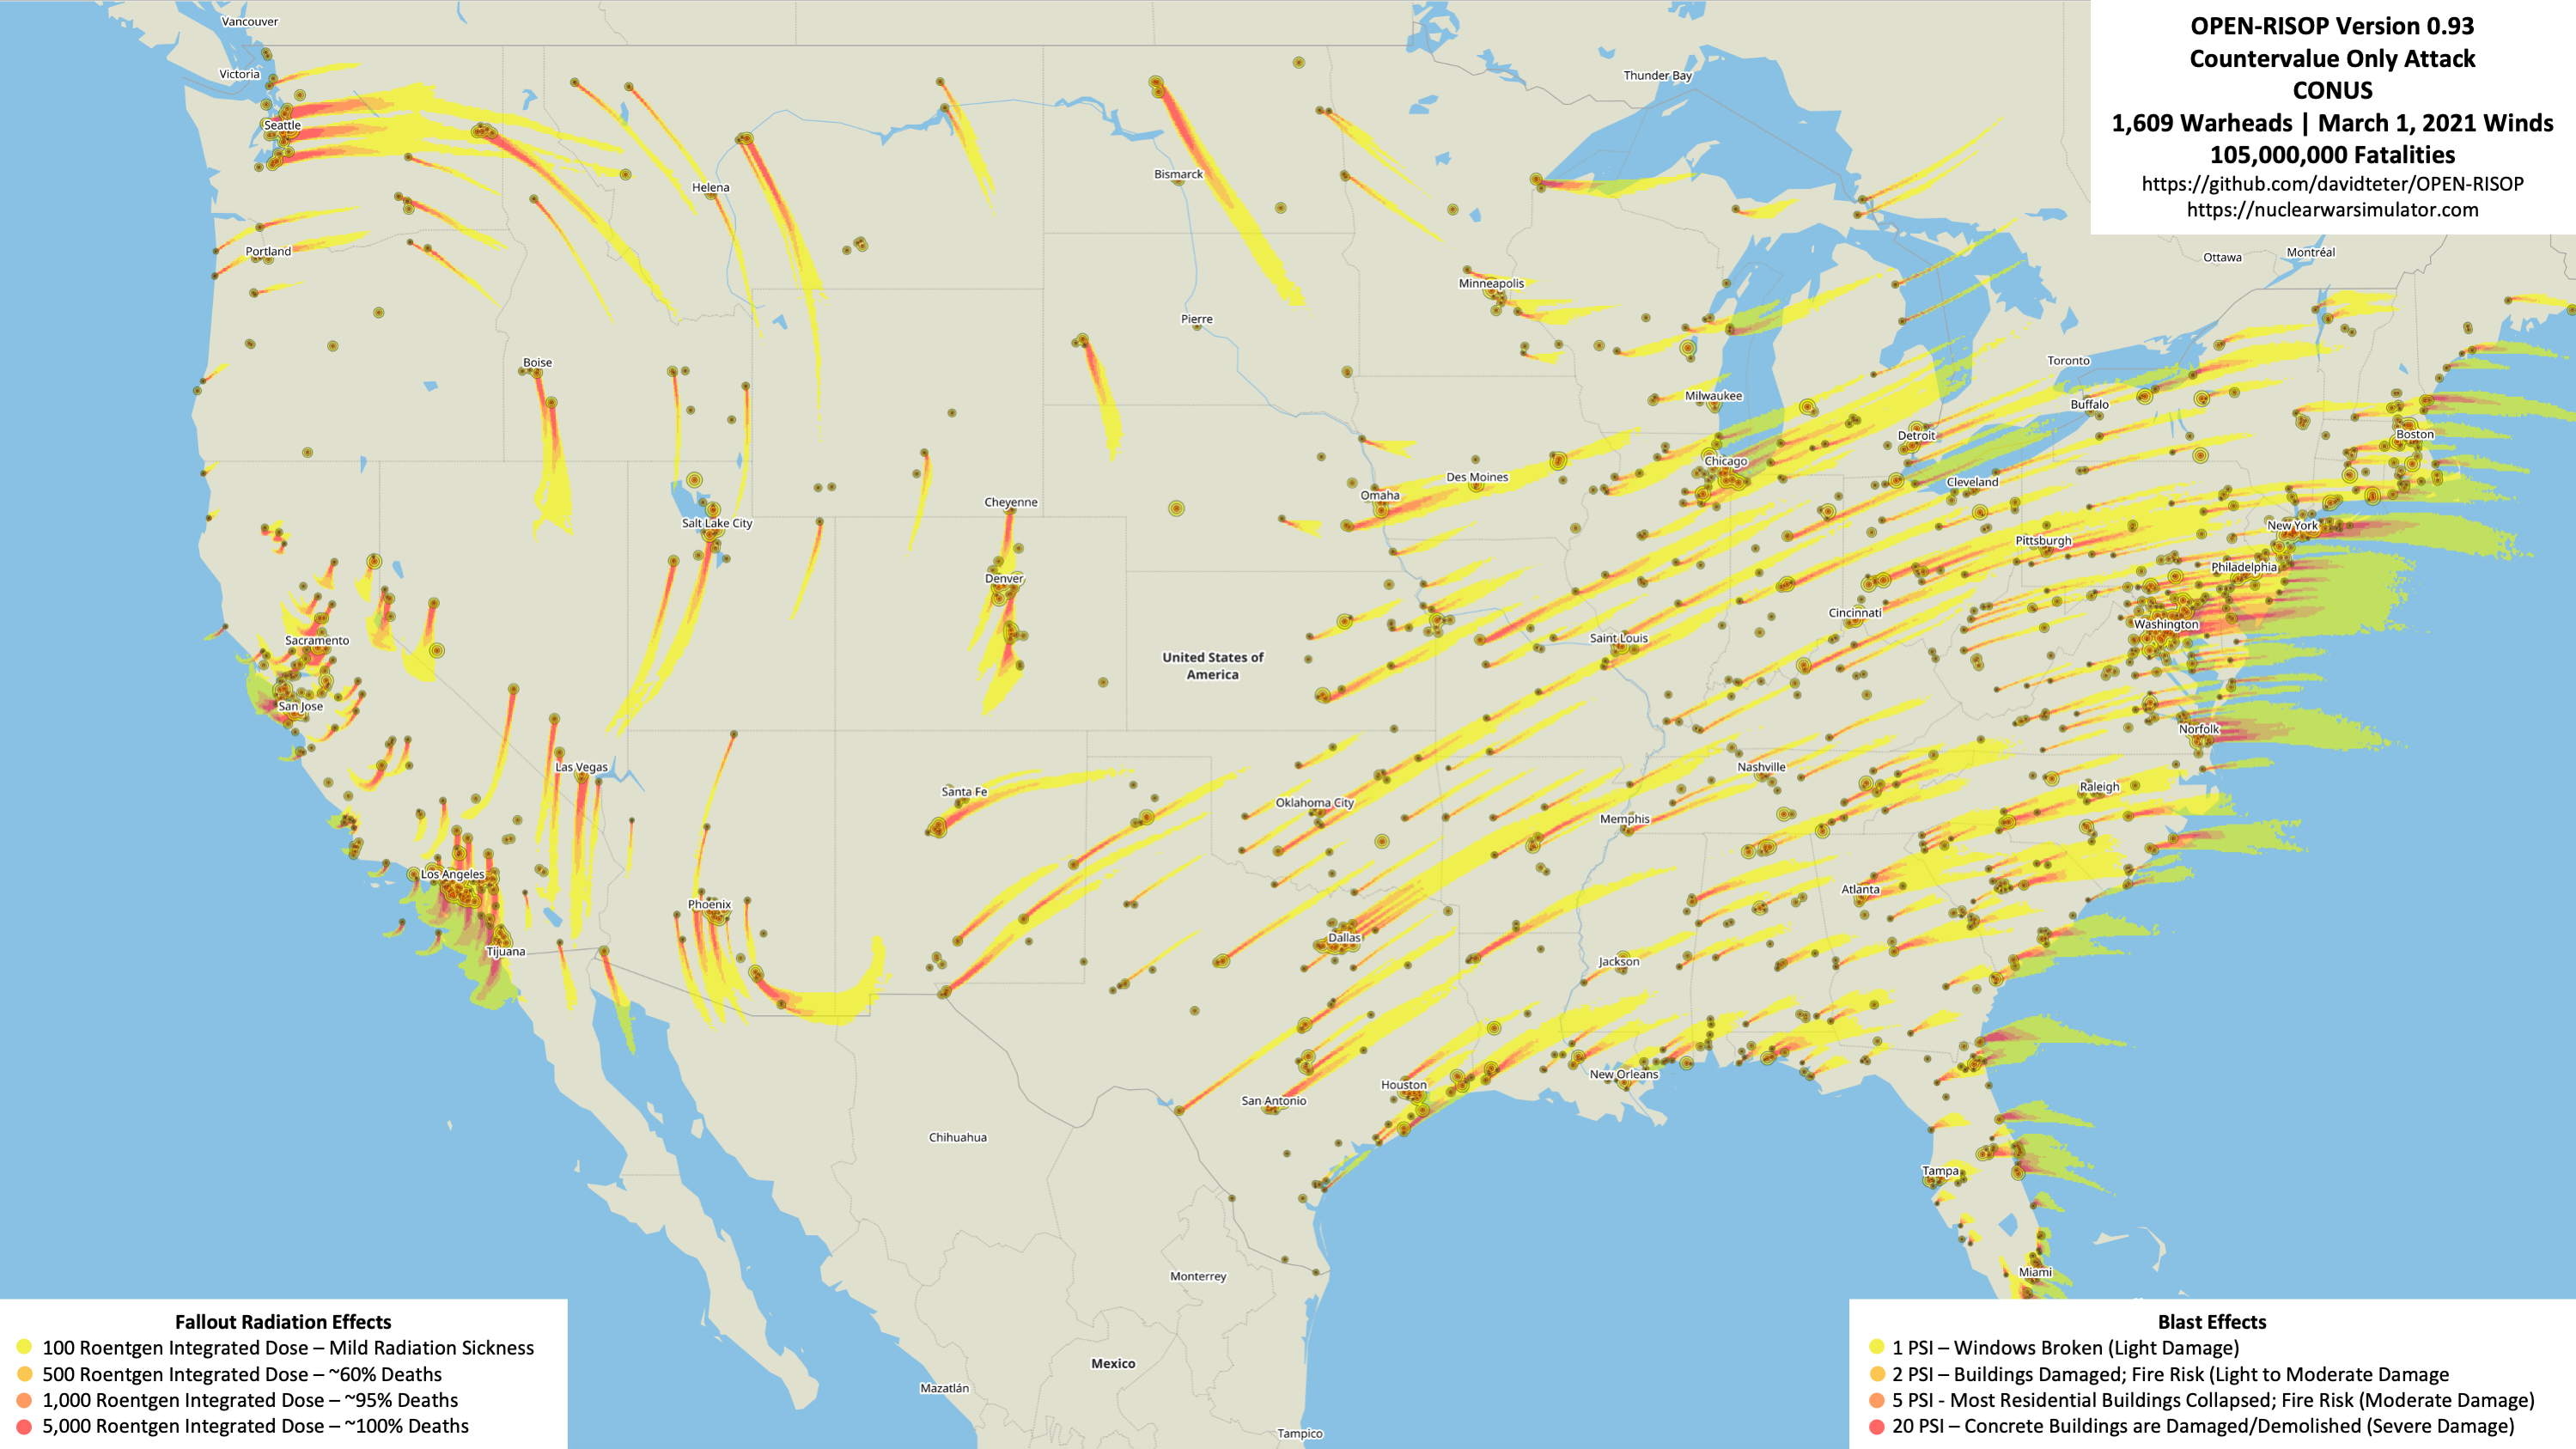 OPEN-RISOP Version 0.93
Countervalue Only Attack
CONUS
1,609 Warheads | March 1, 2021 Winds
105,000,000 Fatalities
https://github.com/davidteter/OPEN-RISOP
https://nuclearwarsimulator.com
Vancouver
Victoria
Thunder Bay
Seattle
Helena
Bismarck
Portland
Ottawa
Montréal
Minneapolis
Pierre
Boise
Toronto
Milwaukee
Buffalo
Detroit
Boston
Chicago
Des Moines
Cleveland
Omaha
Cheyenne
Salt Lake City
New York
Pittsburgh
Denver
Philadelphia
Cincinnati
Washington
Sacramento
Saint Louis
United States of
America
San Jose
Norfolk
Las Vegas
Nashville
Santa Fe
Raleigh
Oklahoma City
Memphis
Los Angeles
Atlanta
Phoenix
Dallas
Tijuana
Jackson
New Orleans
Houston
San Antonio
Chihuahua
Tampa
Miami
Monterrey
Mexico
Mazatlán
Tampico
Fallout Radiation Effects
100 Roentgen Integrated Dose – Mild Radiation Sickness
500 Roentgen Integrated Dose – ~60% Deaths
1,000 Roentgen Integrated Dose – ~95% Deaths
5,000 Roentgen Integrated Dose – ~100% Deaths
Blast Effects
1 PSI – Windows Broken (Light Damage)
2 PSI – Buildings Damaged; Fire Risk (Light to Moderate Damage
5 PSI - Most Residential Buildings Collapsed; Fire Risk (Moderate Damage)
20 PSI – Concrete Buildings are Damaged/Demolished (Severe Damage)